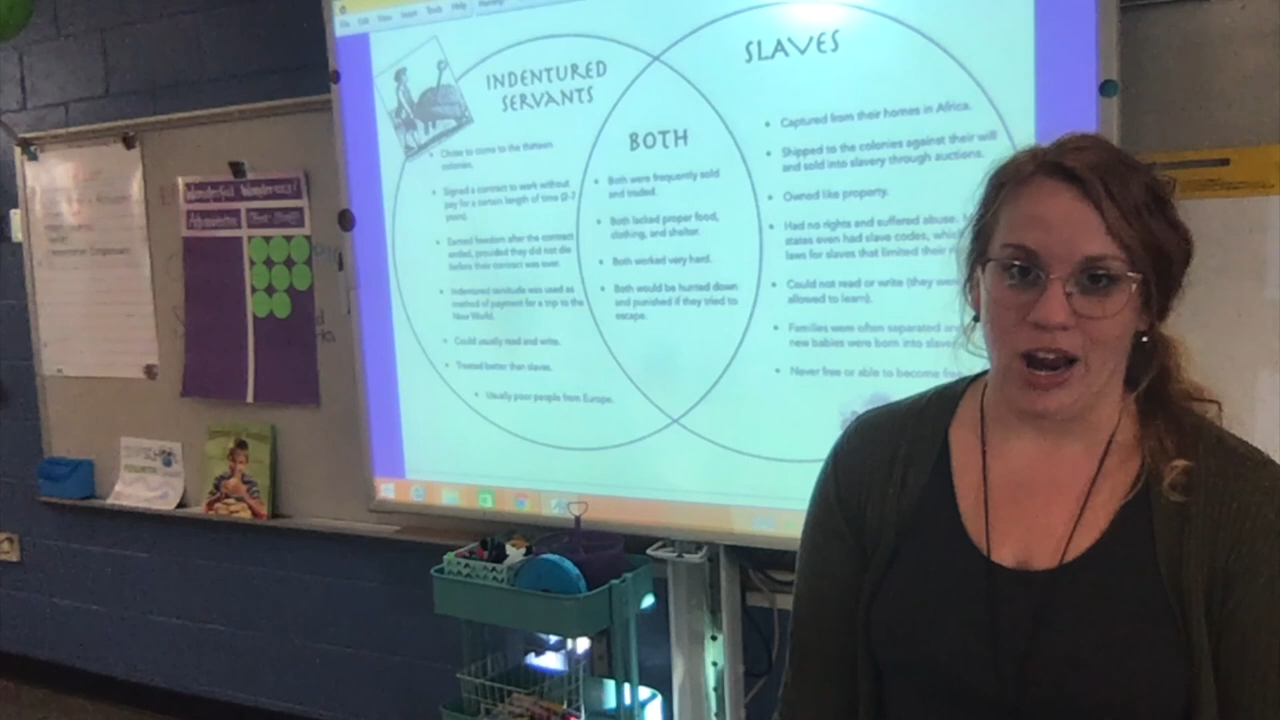 File Edit View Insert Tools Help
INDENTURED
SERVANTS
• Chose to come to the thirteen
colonies.
• Signed a contract to work without
pay for a certain length of time (2-7
years).
• Earned freedom after the contract
ended, provided they did not die
before their contract was over.
• Indentured servitude was used as
method of payment for a trip to the
New World.
• Could usually read and write.
• Treated better than slaves.
• Usually poor people from Europe.
BOTH
• Both were frequently sold
and traded.
• Both lacked proper food,
clothing, and shelter.
• Both worked very hard.
• Both would be hunted down
and punished if they tried to
escape.
SLAVES
• Captured from their homes in Africa.
• Shipped to the colonies against their will
and sold into slavery through auctions.
• Owned like property.
• Had no rights and suffered abuse.
states even had slave codes,
laws for slaves that limited their
• Could not read or write (they
allowed to learn).
• Families were often separated
new babies were born into
• Never free or able to become